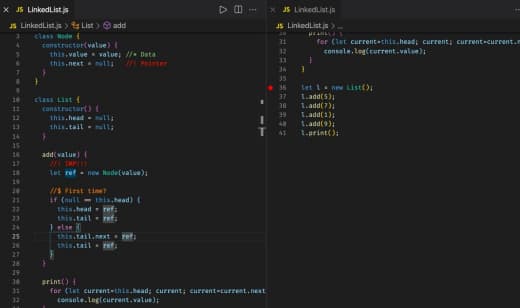 LinkedList.js
LinkedList.js > List > add
3 class Node {
4 constructor(value) {
5 this.value = value; //* Data
6 this.next = null; //! Pointer
7 }
8 }
9
10 class List {
11 constructor() {
12 this.head = null;
13 this.tail = null;
14 }
15
16 add(value) {
17 //! IMP!!!
18 let ref = new Node(value);
19
20 //$ First time?
21 if (null == this.head) {
22 this.head = ref;
23 this.tail = ref;
24 } else {
25 this.tail.next = ref;
26 this.tail = ref;
27 }
28 }
29
30 print() {
31 for (let current=this.head; current; current=current.next
32 console.log(current.value);
JS LinkedList.js
JS LinkedList.js > ...
30 print() {
31 for (let current=this.head; current; current=current.ne
32 console.log(current.value);
33 }
34 }
35
36 let l = new List();
37 l.add(5);
38 l.add(7);
39 l.add(1);
40 l.add(9);
41 l.print();